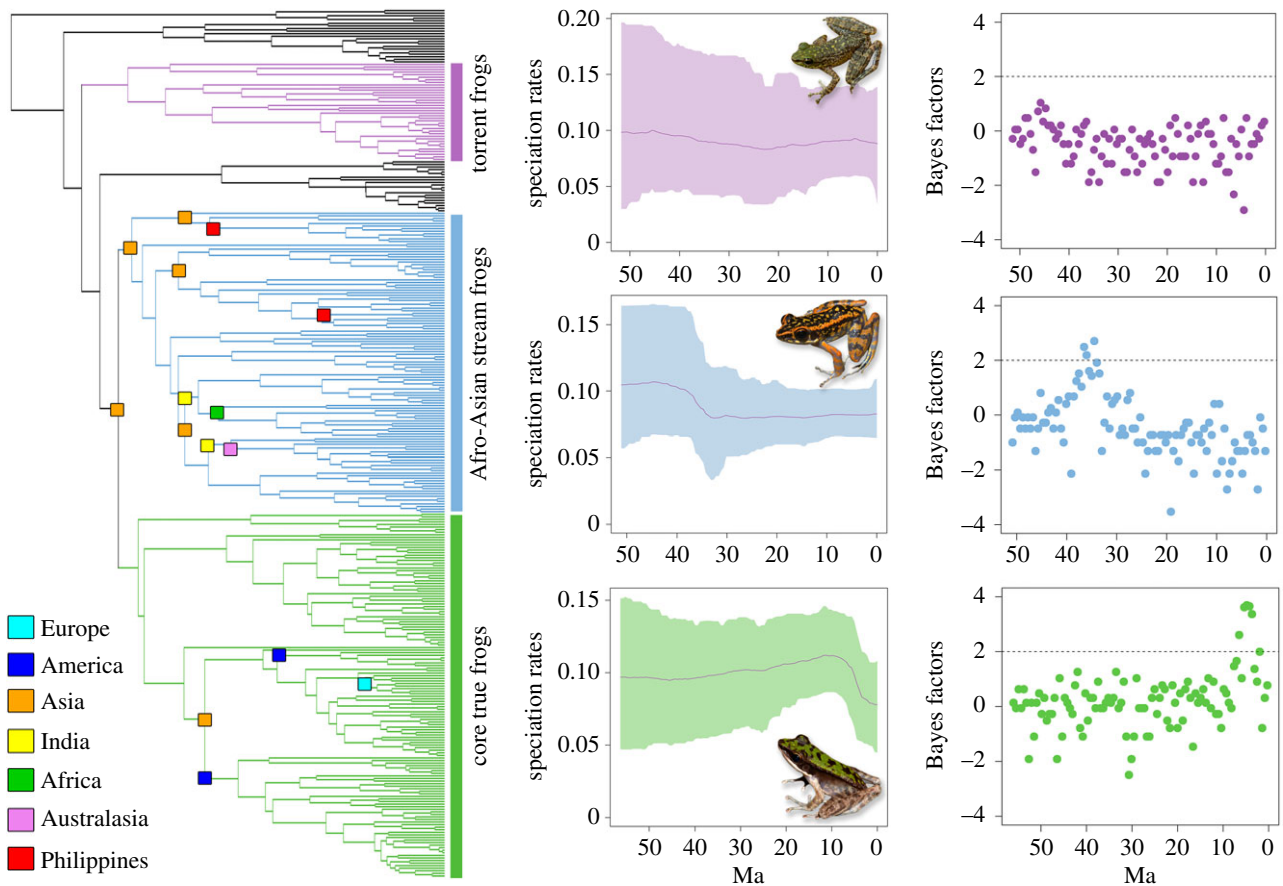 torrent frogs
Afro-Asian stream frogs
core true frogs
Europe
America
Asia
India
Africa
Australasia
Philippines
speciation rates
0.20
0.15
0.10
0.05
0
50 40 30 20 10 0
Bayes factors
4
2
0
–2
–4
50 40 30 20 10 0
speciation rates
0.15
0.10
0.05
0
50 40 30 20 10 0
Bayes factors
4
2
0
–2
–4
50 40 30 20 10 0
speciation rates
0.15
0.10
0.05
0
50 40 30 20 10 0
Ma
Bayes factors
4
2
0
–2
–4
50 40 30 20 10 0
Ma